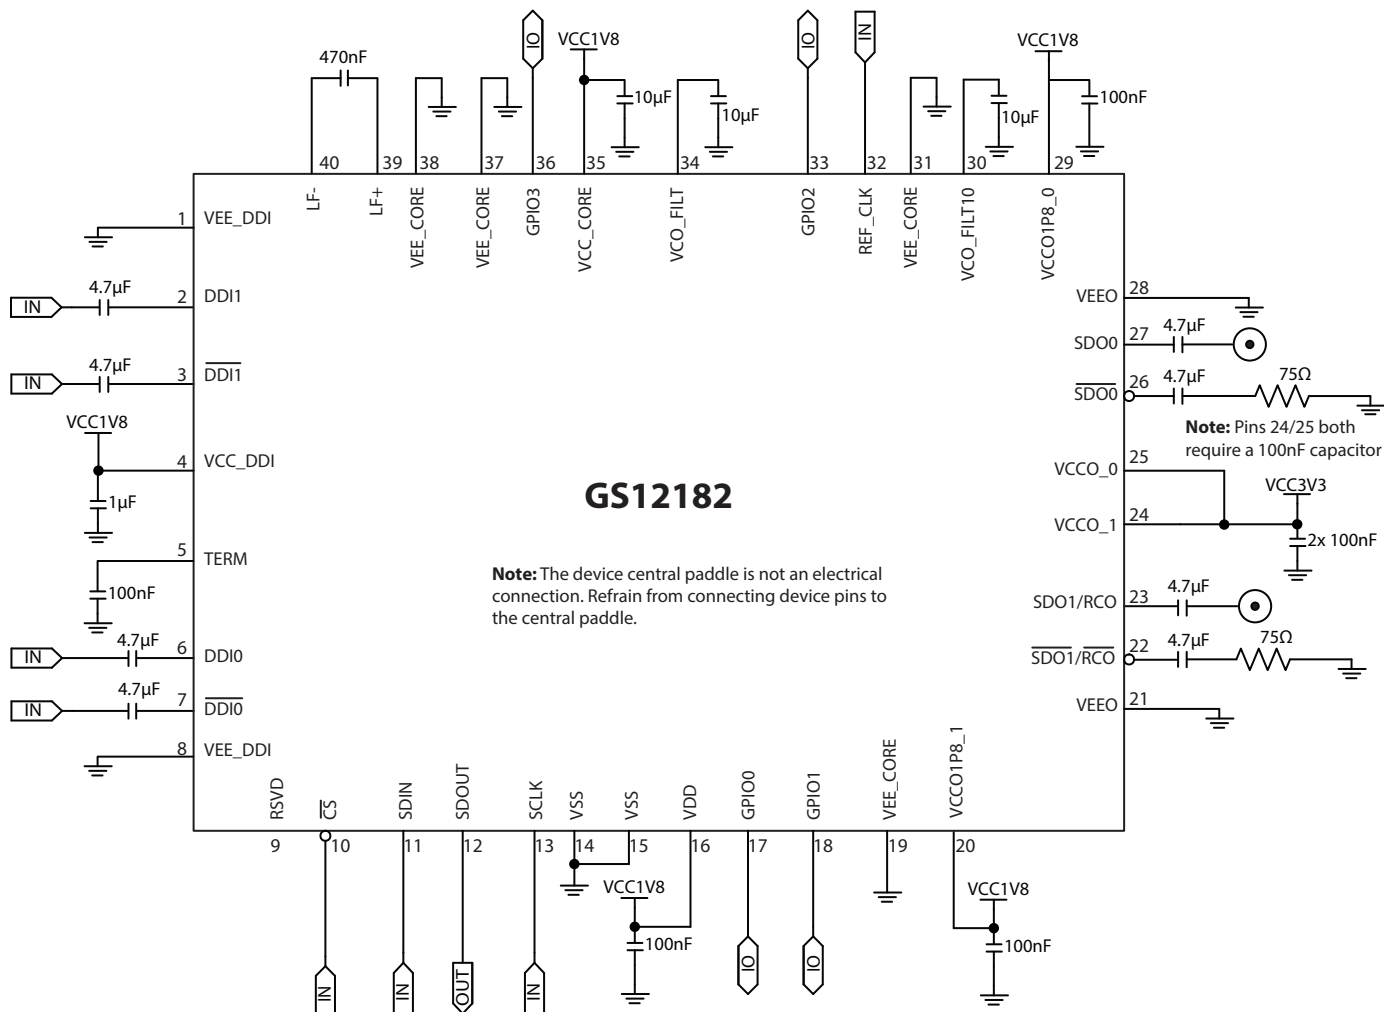 IO
IN
IO
VCC1V8
VCC1V8
470nF
10µF
10µF
10µF
100nF
40
39
38
37
36
35
34
33
32
31
30
29
LF-
LF+
VEE_CORE
VEE_CORE
GPIO3
VCC_CORE
VCO_FILT
GPIO2
REF_CLK
VEE_CORE
VCO_FILT10
VCCO1P8_0
1
VEE_DDI
IN
4.7µF
2
DDI1
IN
4.7µF
3
DDI1
VCC1V8
4
VCC_DDI
1µF
5
TERM
100nF
IN
4.7µF
6
DDI0
IN
4.7µF
7
DDI0
8
VEE_DDI
GS12182
Note: The device central paddle is not an electrical
connection. Refrain from connecting device pins to
the central paddle.
VEEO
28
SDO0
27
4.7µF
SDO0
26
4.7µF
75Ω
Note: Pins 24/25 both
require a 100nF capacitor
VCCO_0
25
VCC3V3
VCCO_1
24
2x 100nF
SDO1/RCO
23
4.7µF
SDO1/RCO
22
4.7µF
75Ω
VEEO
21
RSVD
CS
SDIN
SDOUT
SCLK
VSS
VSS
VDD
GPIO0
GPIO1
VEE_CORE
VCCO1P8_1
9
10
11
12
13
14
15
16
17
18
19
20
VCC1V8
VCC1V8
100nF
100nF
IN
IN
OUT
IN
IO
IO